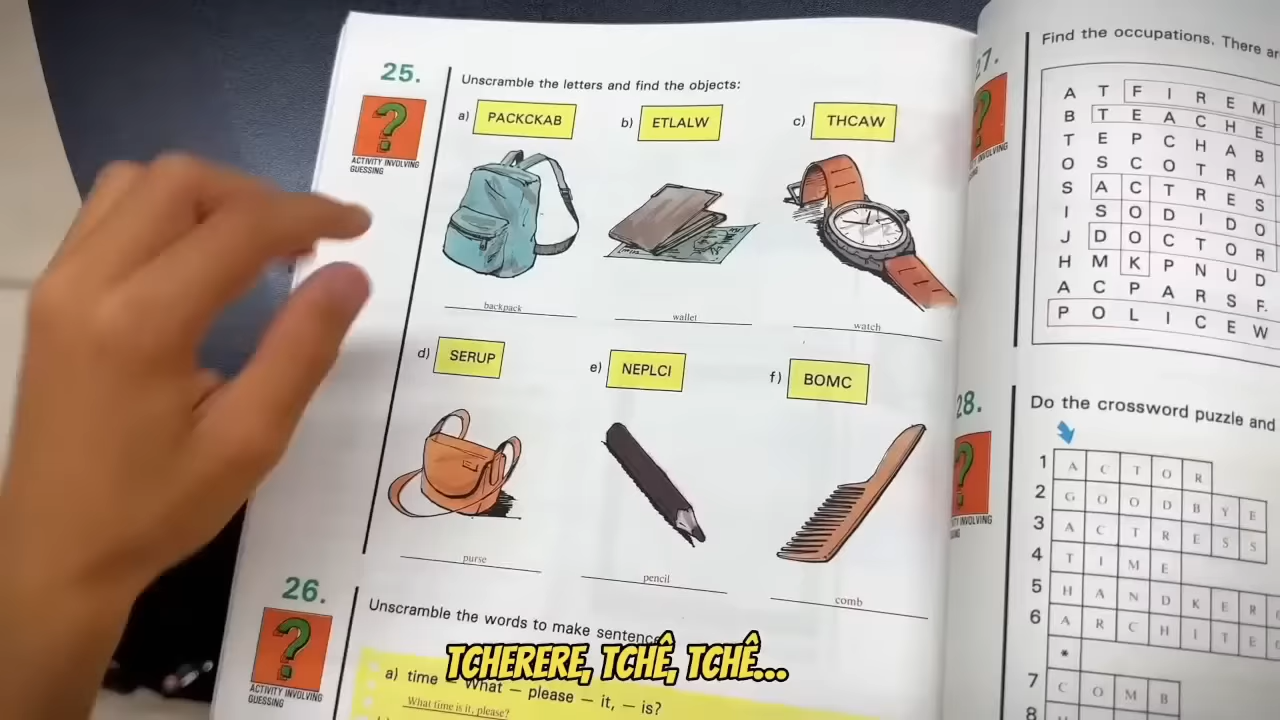 25.
Unscramble the letters and find the objects:
ACTIVITY INVOLVING
GUESSING
a) PACKCKAB
b) ETLALW
c) THCAW
backpack
wallet
watch
d) SERUP
e) NEPLCI
f) BOMC
purse
pencil
comb
26.
Unscramble the words to make sentence
ACTIVITY INVOLVING
GUESSING
a) time – What – please – it, – is?
What time is it, please?
27.
Find the occupations. There
A T F I R E M
B T E A C H E
T E P C H A B
O S C O T R A
S A C T R E S
I S O D I D O
J D O C T O R
H M K P N U D
A C P A R S F.
P O L I C E W
28.
Do the crossword puzzle and
1 A C T O R
2 G O O D B Y E
3 A C T R E S S
4 T I M E
5 H A N D K E R
6 A R C H I T E
*
7 C O M B
8
TCHERERE, TCHÊ, TCHÊ...